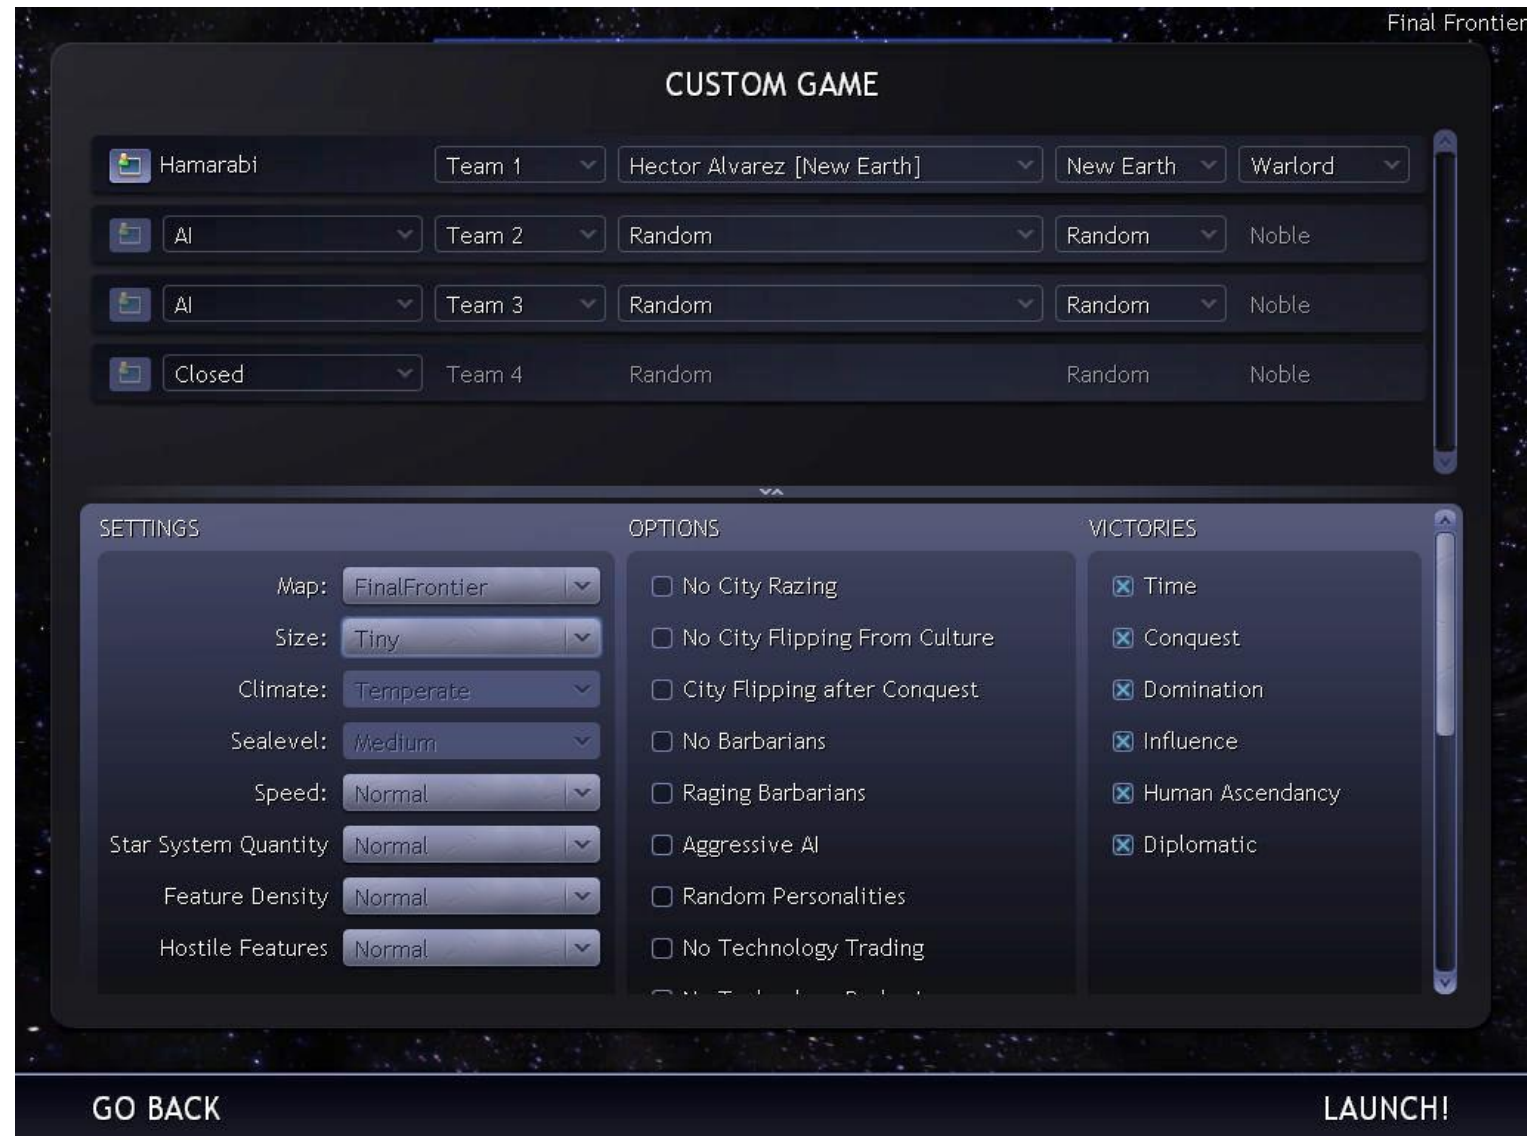 Final Frontier
CUSTOM GAME
Hamarabi Team 1 Hector Alvarez [New Earth] New Earth Warlord
AI Team 2 Random Random Noble
AI Team 3 Random Random Noble
Closed Team 4 Random Random Noble
SETTINGS
Map: FinalFrontier
Size: Tiny
Climate: Temperate
Sealevel: Medium
Speed: Normal
Star System Quantity Normal
Feature Density Normal
Hostile Features Normal
OPTIONS
No City Razing
No City Flipping From Culture
City Flipping after Conquest
No Barbarians
Raging Barbarians
Aggressive AI
Random Personalities
No Technology Trading
VICTORIES
Time
Conquest
Domination
Influence
Human Ascendancy
Diplomatic
GO BACK
LAUNCH!